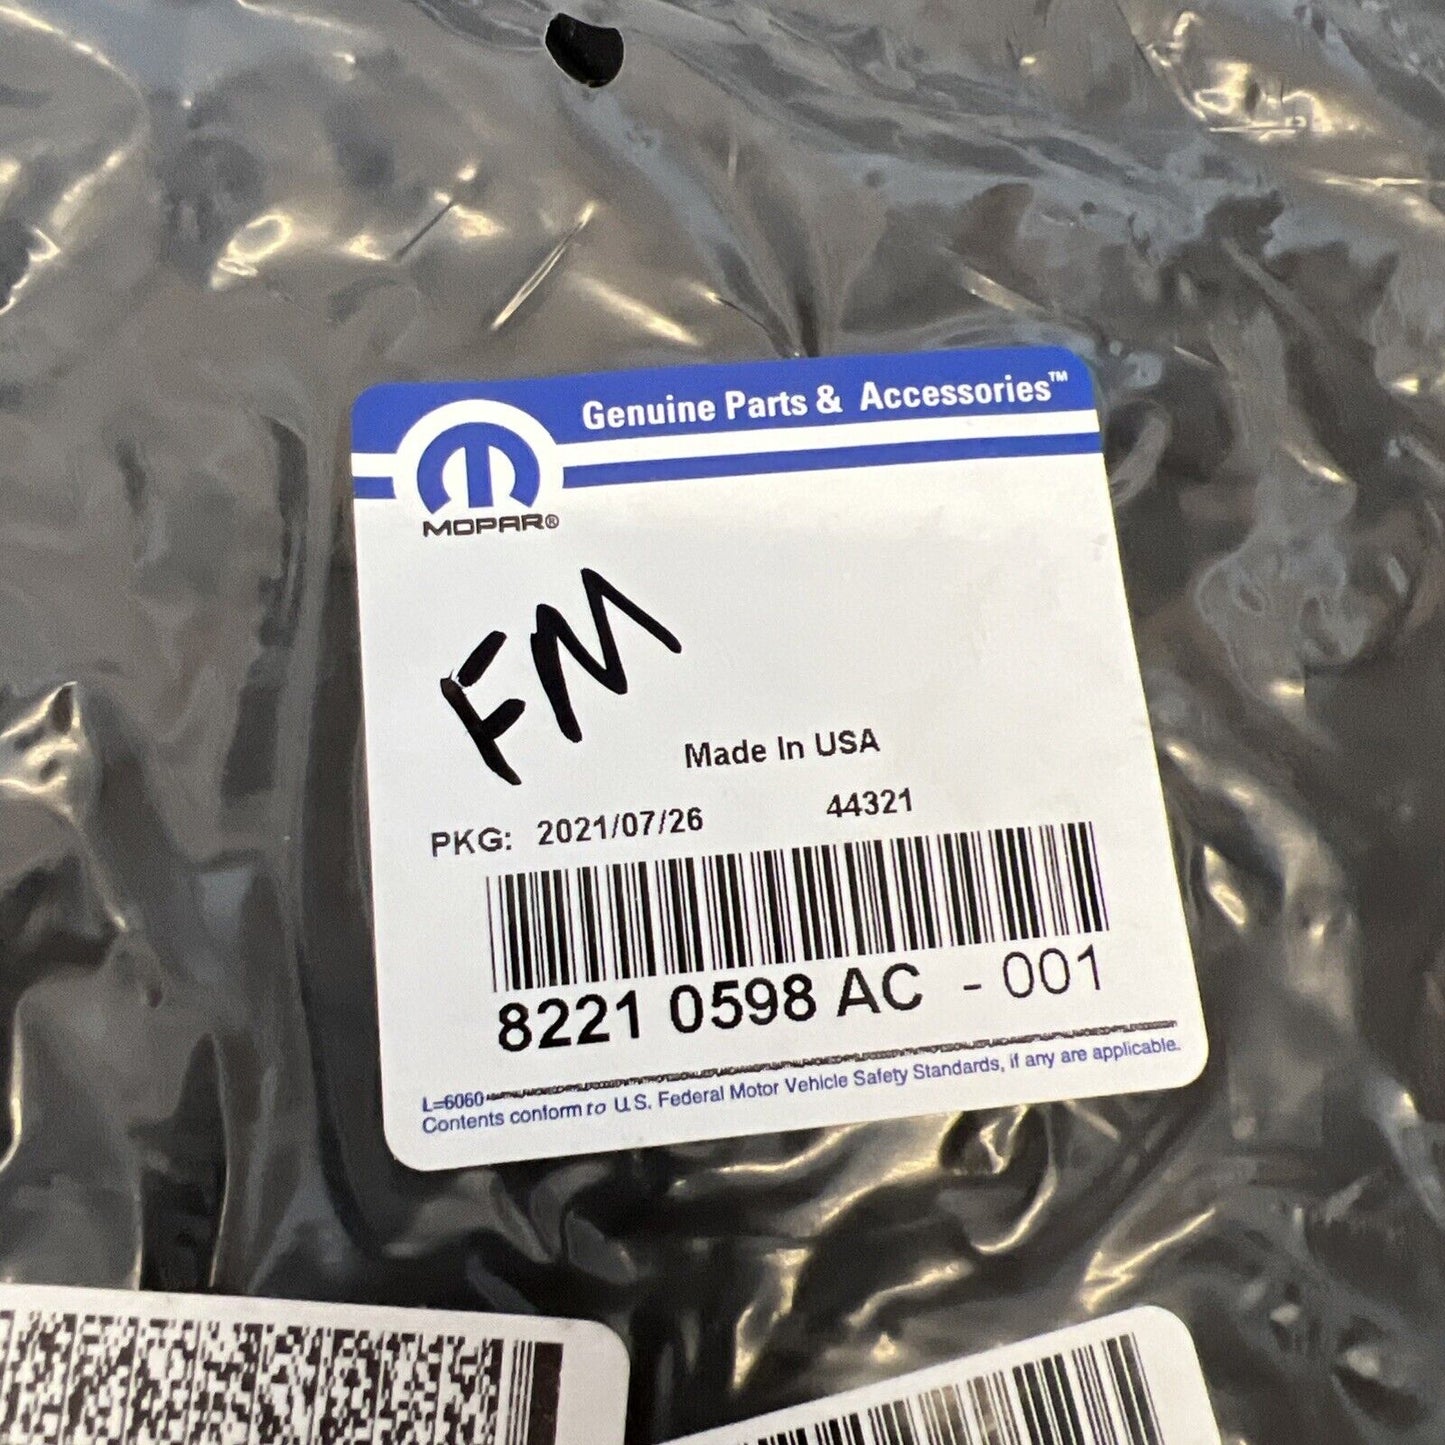 Genuine Parts & Accessories™
MOPAR®
FM
Made In USA
PKG: 2021/07/26 44321
8221 0598 AC - 001
L=6060
Contents conform to U.S. Federal Motor Vehicle Safety Standards, if any are applicable.